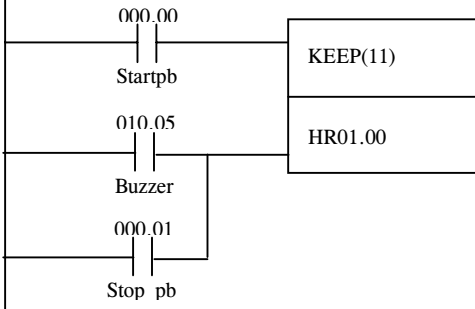 000.00
KEEP(11)
Startpb
010.05
HR01.00
Buzzer
000.01
Stop pb